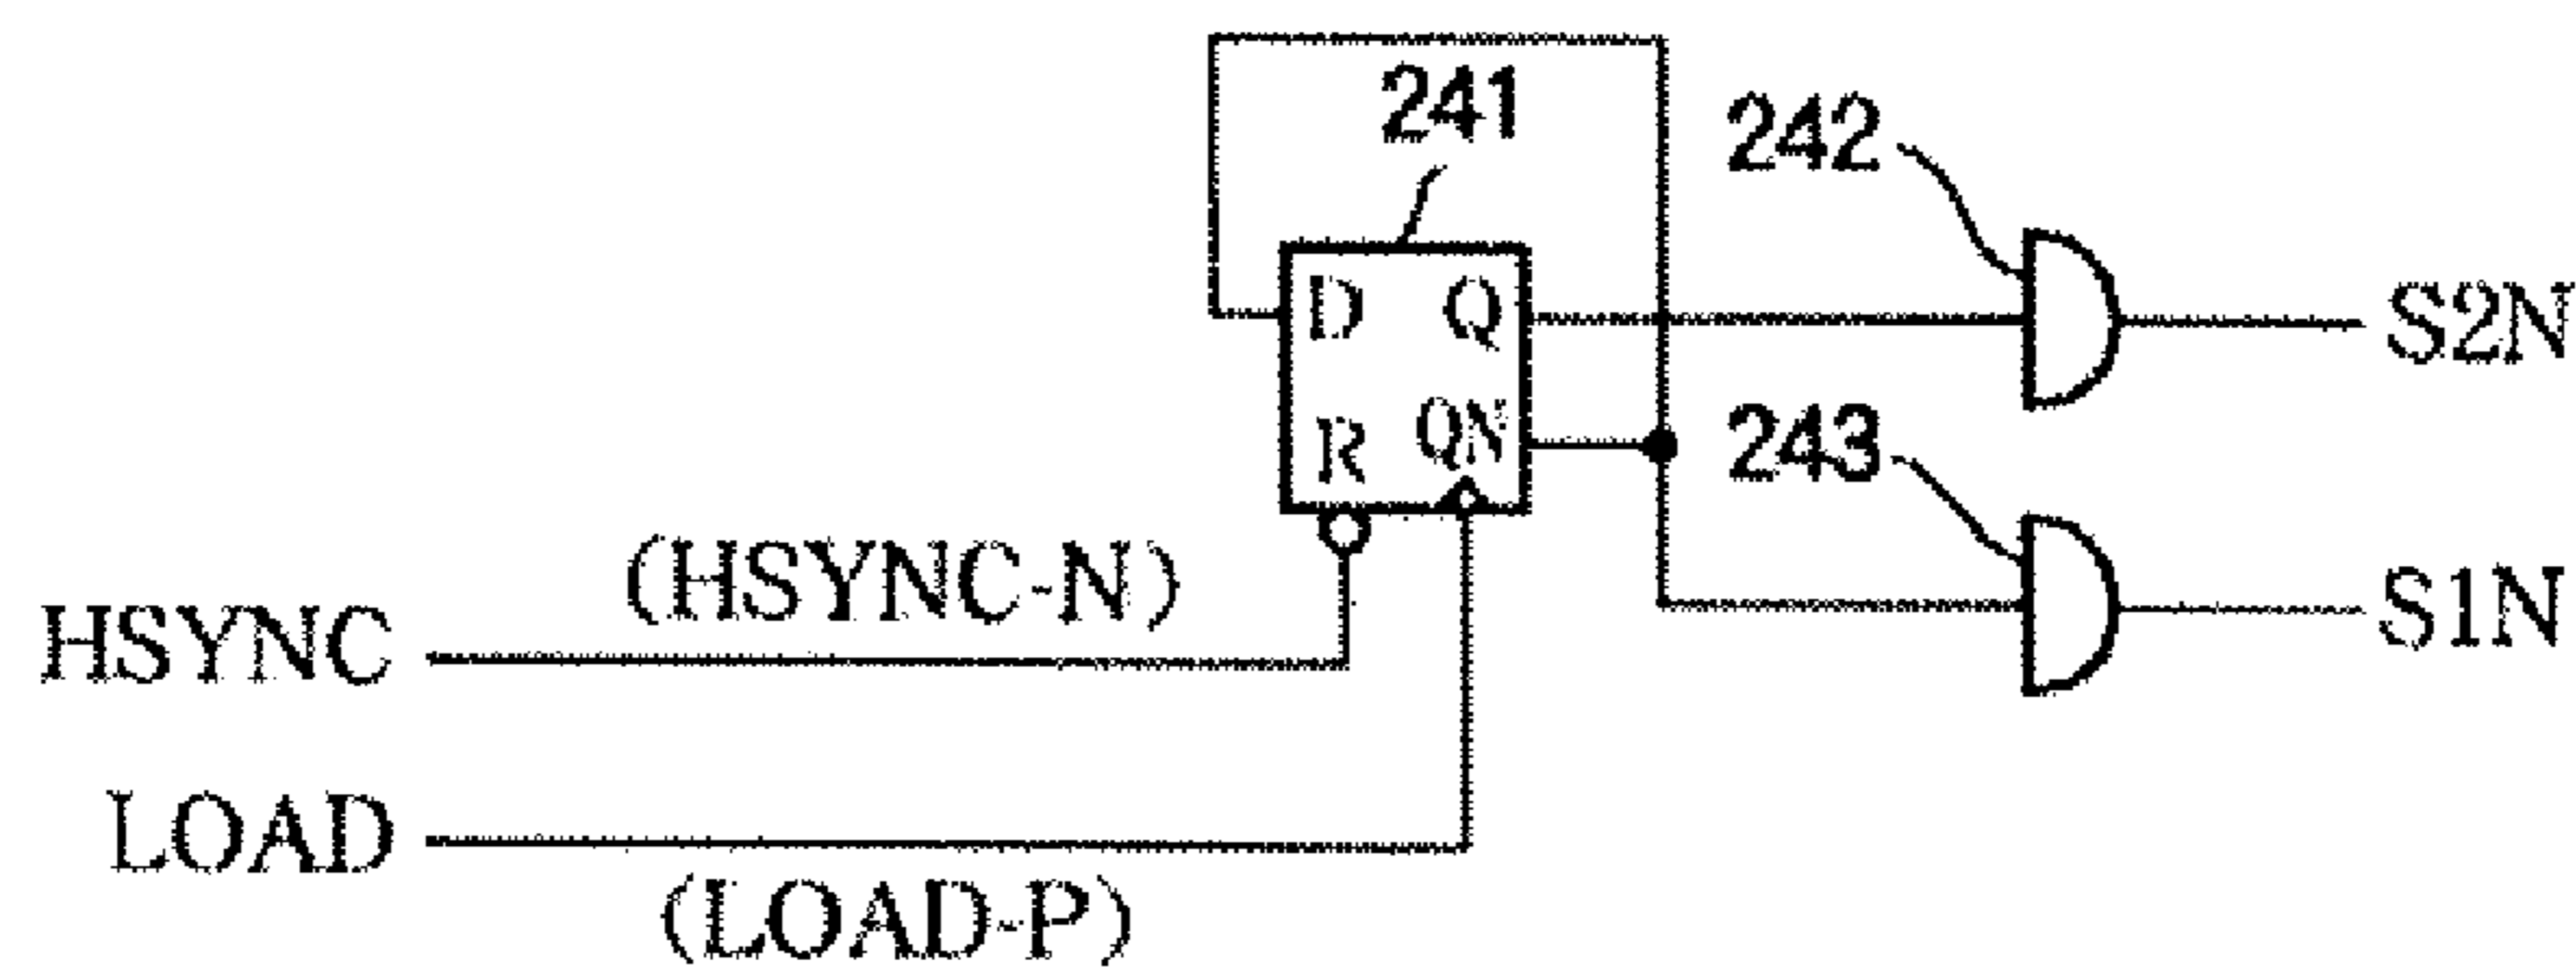 241
242
D Q
S2N
R QN
243
(HSYNC-N)
HSYNC
S1N
LOAD
(LOAD-P)